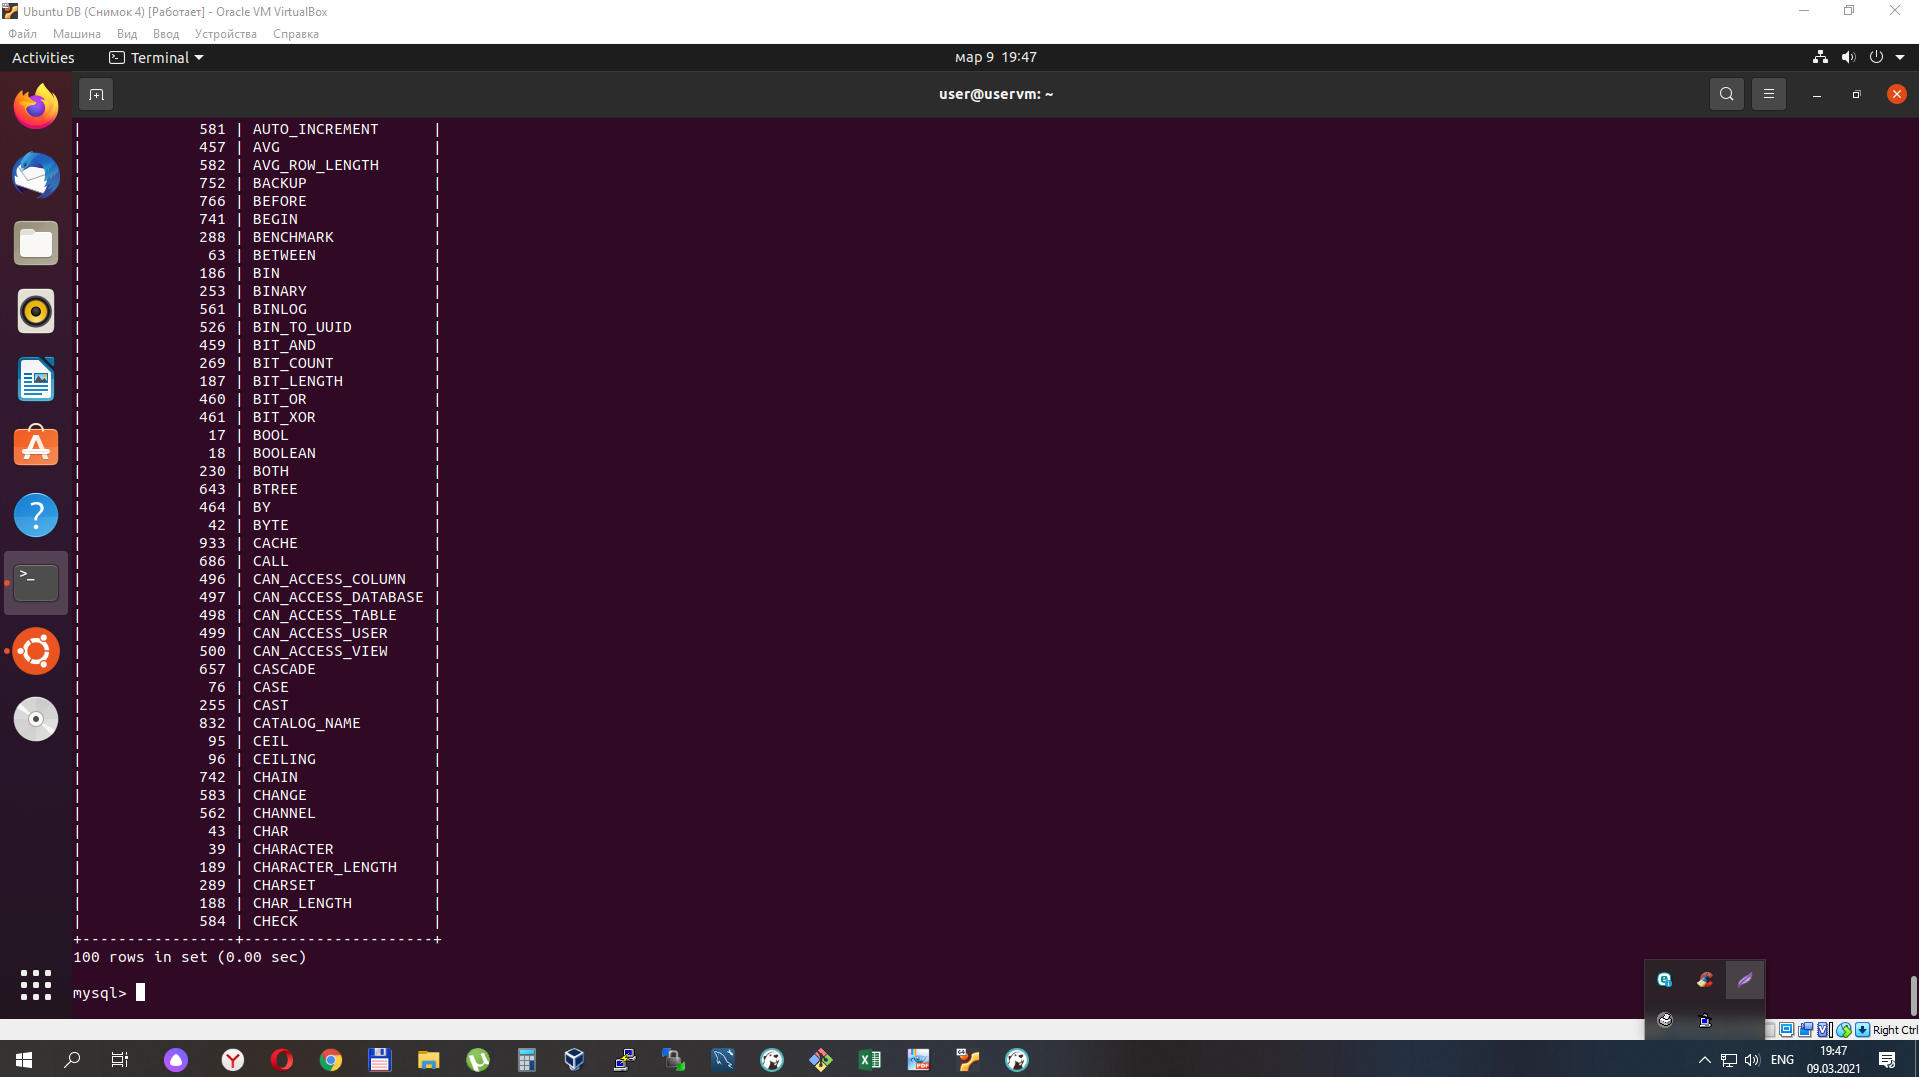 Ubuntu DB (Снимок 4) [Работает] - Oracle VM VirtualBox
Файл Машина Вид Ввод Устройства Справка
Activities Terminal мар 9 19:47
user@uservm: ~
| 581 | AUTO_INCREMENT |
| 457 | AVG |
| 582 | AVG_ROW_LENGTH |
| 752 | BACKUP |
| 766 | BEFORE |
| 741 | BEGIN |
| 288 | BENCHMARK |
| 63 | BETWEEN |
| 186 | BIN |
| 253 | BINARY |
| 561 | BINLOG |
| 526 | BIN_TO_UUID |
| 459 | BIT_AND |
| 269 | BIT_COUNT |
| 187 | BIT_LENGTH |
| 460 | BIT_OR |
| 461 | BIT_XOR |
| 17 | BOOL |
| 18 | BOOLEAN |
| 230 | BOTH |
| 643 | BTREE |
| 464 | BY |
| 42 | BYTE |
| 933 | CACHE |
| 686 | CALL |
| 496 | CAN_ACCESS_COLUMN |
| 497 | CAN_ACCESS_DATABASE |
| 498 | CAN_ACCESS_TABLE |
| 499 | CAN_ACCESS_USER |
| 500 | CAN_ACCESS_VIEW |
| 657 | CASCADE |
| 76 | CASE |
| 255 | CAST |
| 832 | CATALOG_NAME |
| 95 | CEIL |
| 96 | CEILING |
| 742 | CHAIN |
| 583 | CHANGE |
| 562 | CHANNEL |
| 43 | CHAR |
| 39 | CHARACTER |
| 189 | CHARACTER_LENGTH |
| 289 | CHARSET |
| 188 | CHAR_LENGTH |
| 584 | CHECK |
+-----------------+---------------------+
100 rows in set (0.00 sec)
mysql>
Right Ctrl
ENG 19:47
09.03.2021